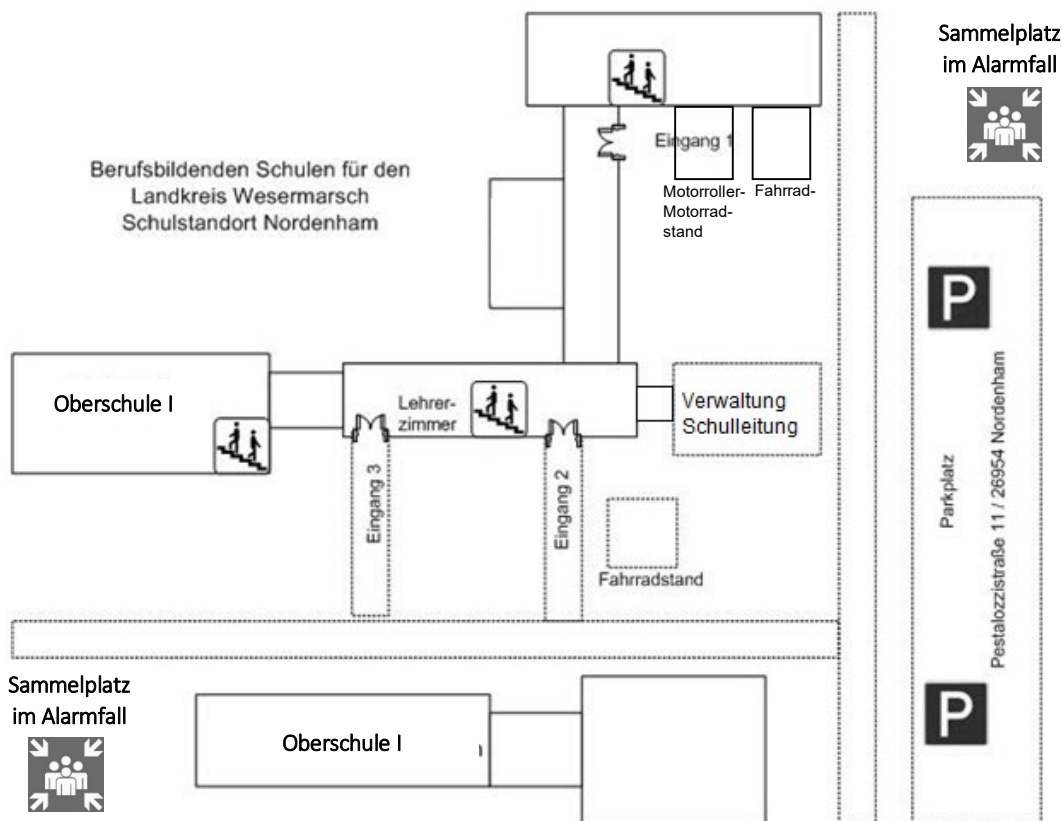 Sammelplatz
im Alarmfall
Eingang 1
Motorroller-
Motorrad-
stand
Fahrrad-
Berufsbildenden Schulen für den
Landkreis Wesermarsch
Schulstandort Nordenham
P
Oberschule I
Lehrer-
zimmer
Verwaltung
Schulleitung
Eingang 3
Eingang 2
Fahrradstand
Parkplatz
Pestalozzistraße 11 / 26954 Nordenham
P
Sammelplatz
im Alarmfall
Oberschule I